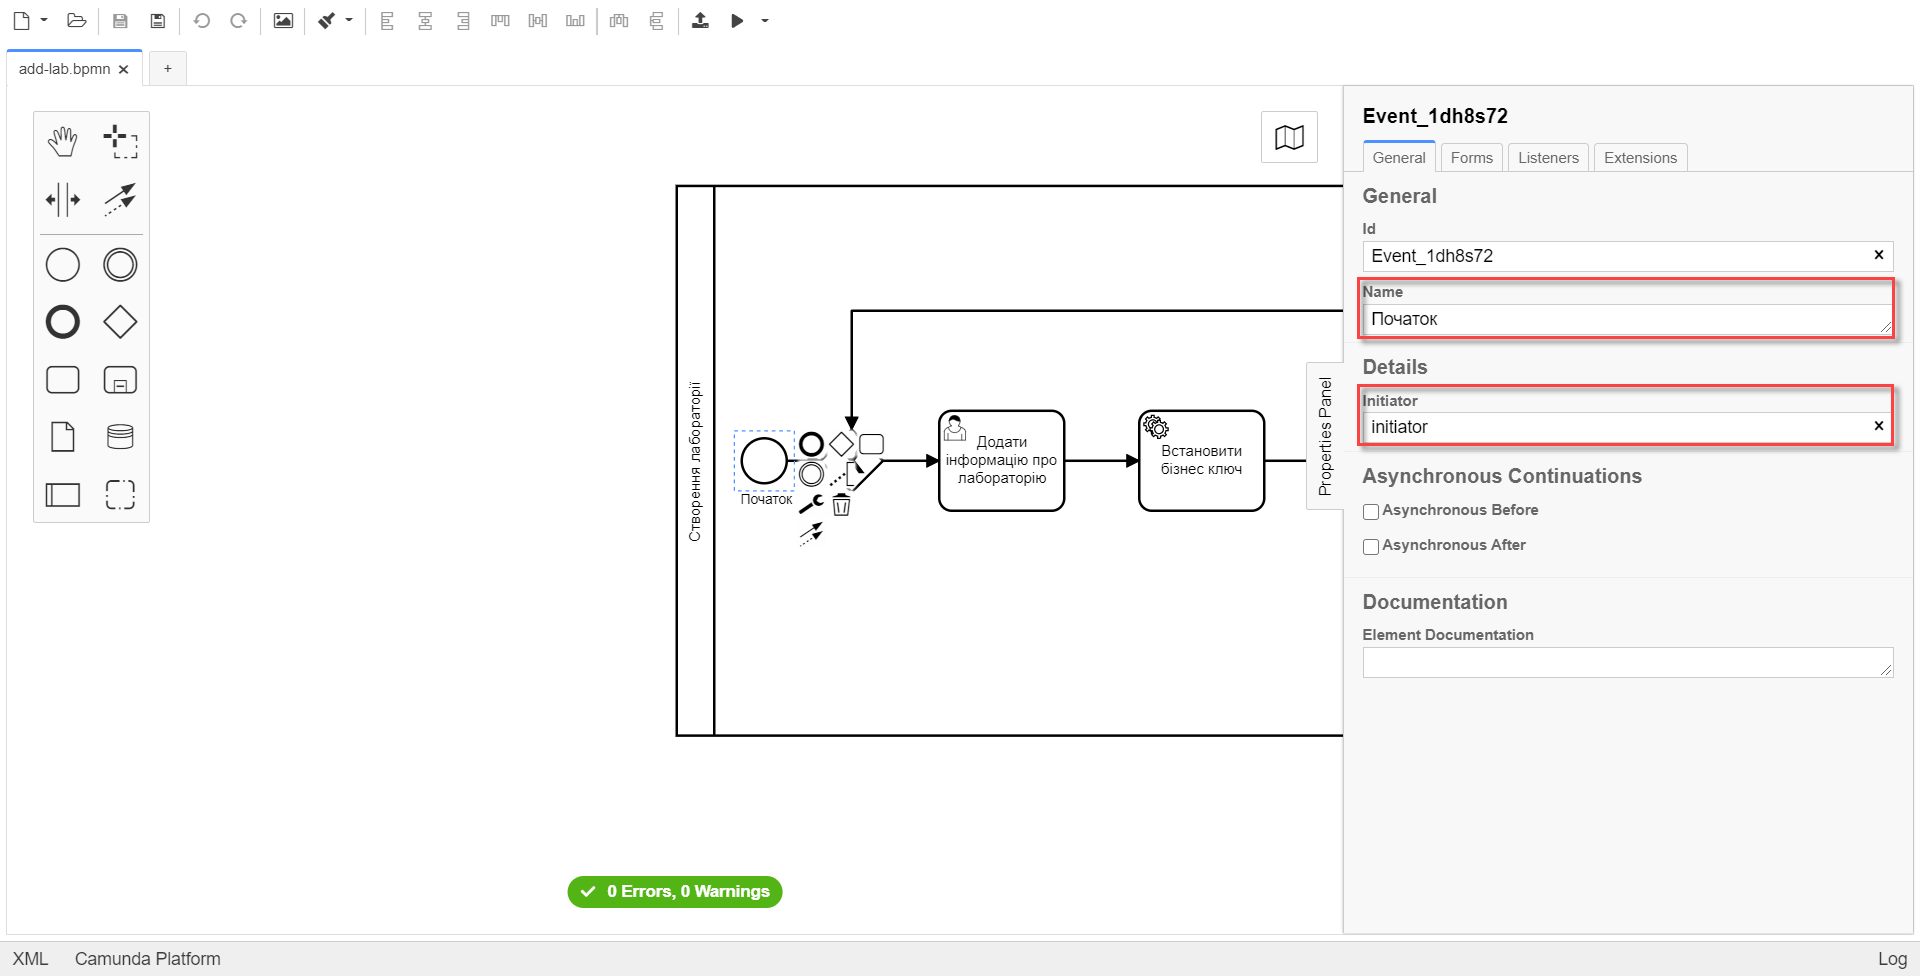 add-lab.bpmn
+
Створення лабораторії
Початок
Додати
інформацію про
лабораторію
Встановити
бізнес ключ
Properties Panel
0 Errors, 0 Warnings
Event_1dh8s72
General
Forms
Listeners
Extensions
General
Id
Event_1dh8s72
Name
Початок
Details
Initiator
initiator
Asynchronous Continuations
Asynchronous Before
Asynchronous After
Documentation
Element Documentation
XML
Camunda Platform
Log